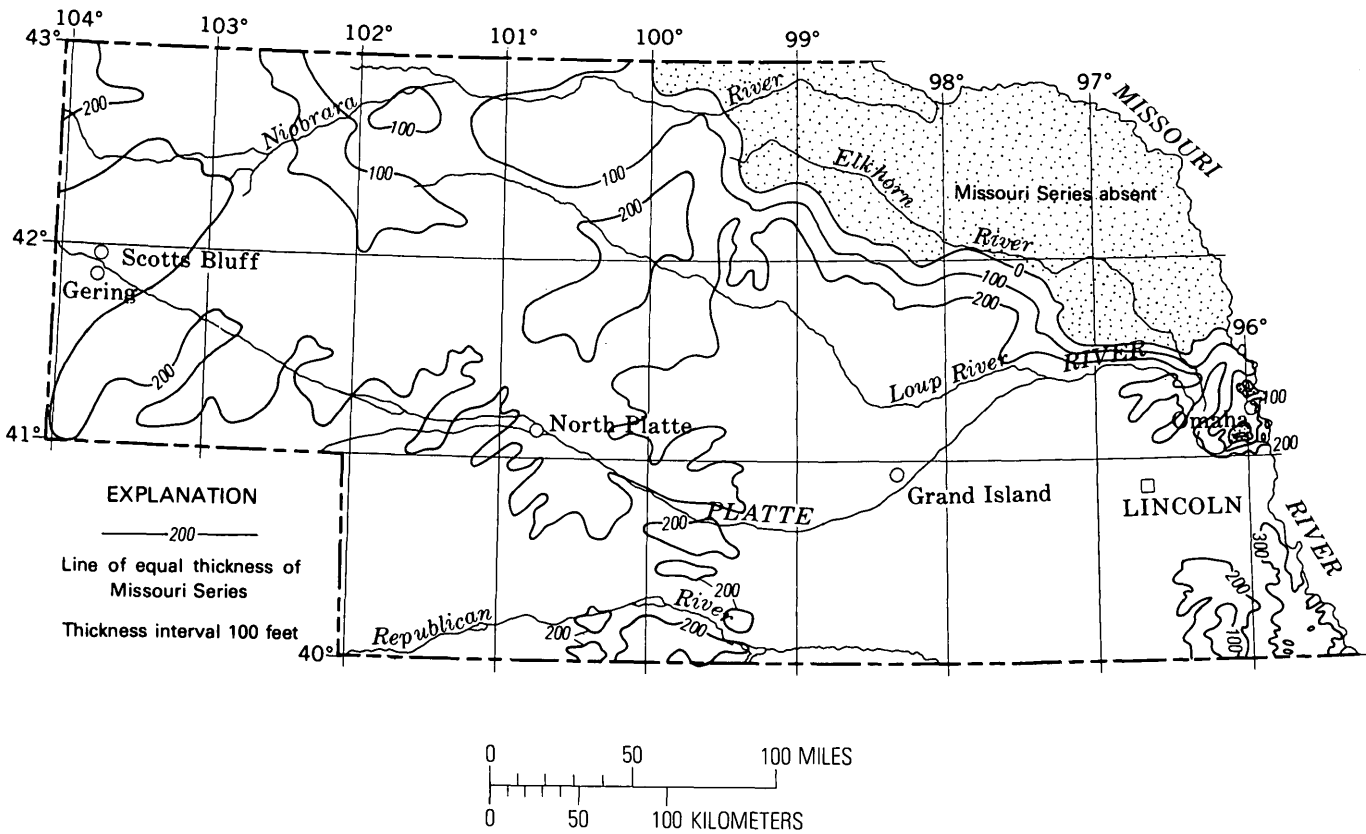 104°
103°
102°
101°
100°
99°
98°
97°
96°
43°
42°
41°
40°
200
Niobrara
River
100
100
100
200
Elkhorn
River
MISSOURI
Missouri Series absent
0
100
200
Scotts Bluff
Gering
200
Loup River
RIVER
100
Omaha
200
North Platte
Grand Island
LINCOLN
PLATTE
200
200
300
RIVER
200
100
Republican
River
200
200
EXPLANATION
200
Line of equal thickness of
Missouri Series
Thickness interval 100 feet
0 50 100 MILES
0 50 100 KILOMETERS